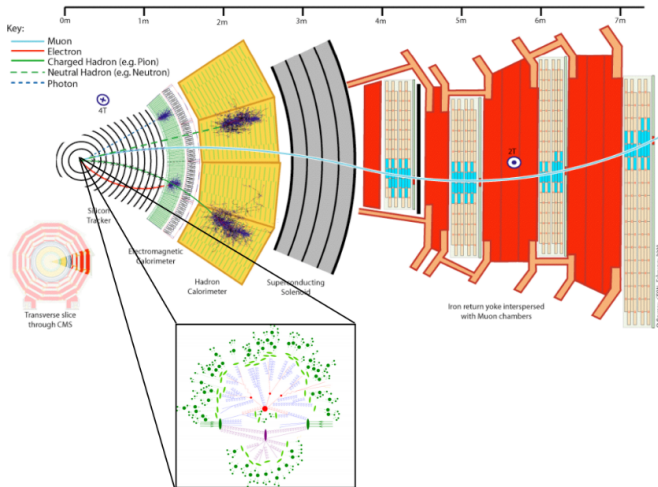 0m 1m 2m 3m 4m 5m 6m 7m
Key:
Muon
Electron
Charged Hadron (e.g. Pion)
Neutral Hadron (e.g. Neutron)
Photon
4T
2T
Silicon
Tracker
Electromagnetic
Calorimeter
Hadron
Calorimeter
Superconducting
Solenoid
Iron return yoke interspersed
with Muon chambers
Transverse slice
through CMS